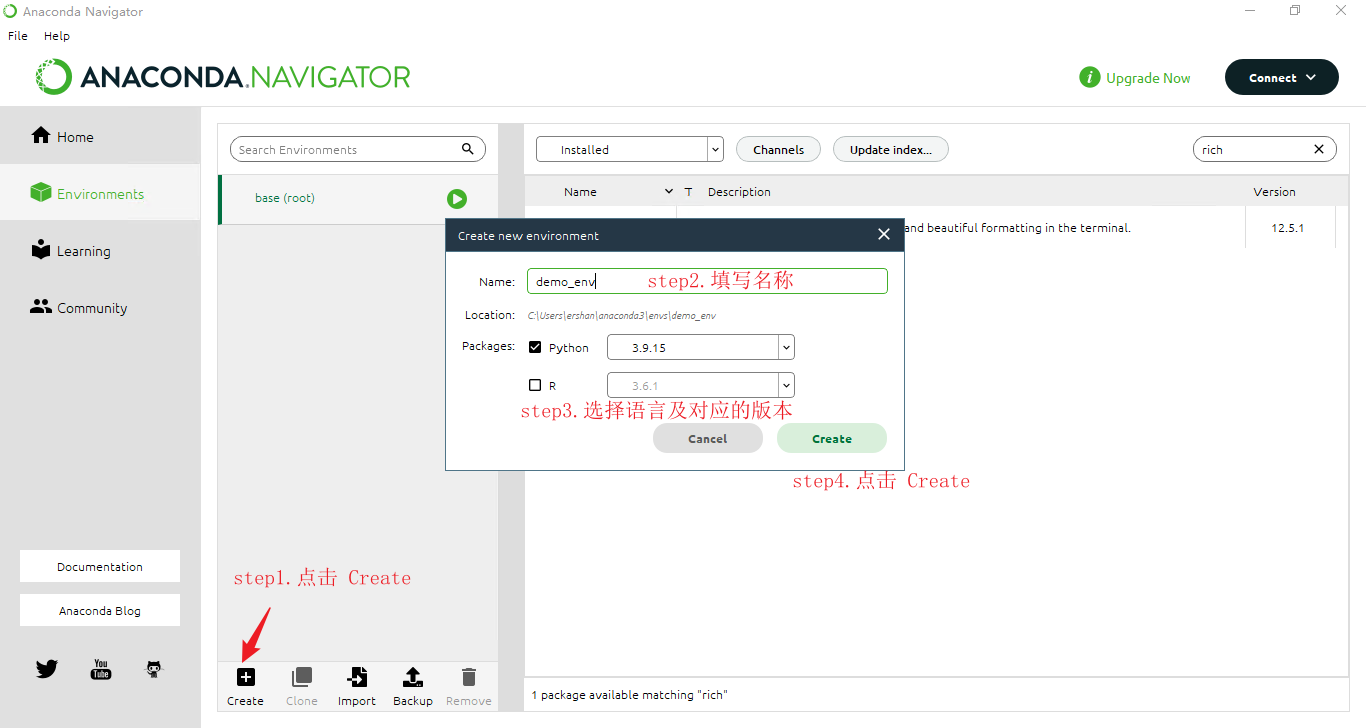 Anaconda Navigator
File Help
ANACONDA.NAVIGATOR
i Upgrade Now
Connect
Home
Environments
Learning
Community
Documentation
Anaconda Blog
You Tube
Search Environments
base (root)
step1.点击 Create
Create Clone Import Backup Remove
Installed Channels Update index... rich
Name T Description Version
and beautiful formatting in the terminal. 12.5.1
Create new environment
Name: demo_env step2.填写名称
Location: C:\Users\ershan\anaconda3\envs\demo_env
Packages: Python 3.9.15
R 3.6.1
step3.选择语言及对应的版本
Cancel Create
step4.点击 Create
1 package available matching "rich"